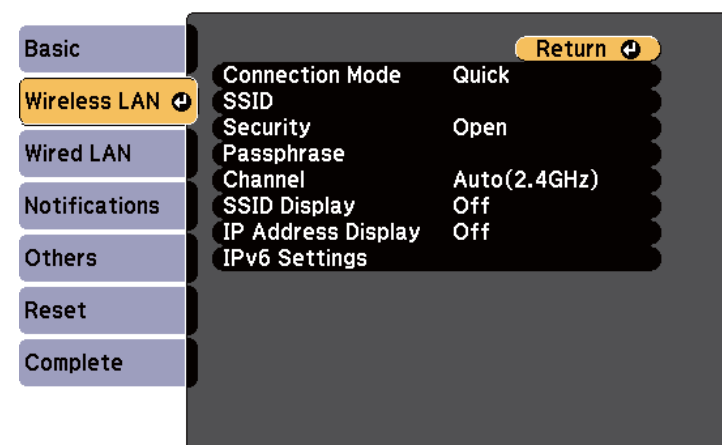 Basic
Wireless LAN
Wired LAN
Notifications
Others
Reset
Complete
Return
Connection Mode Quick
SSID
Security Open
Passphrase
Channel Auto(2.4GHz)
SSID Display Off
IP Address Display Off
IPv6 Settings